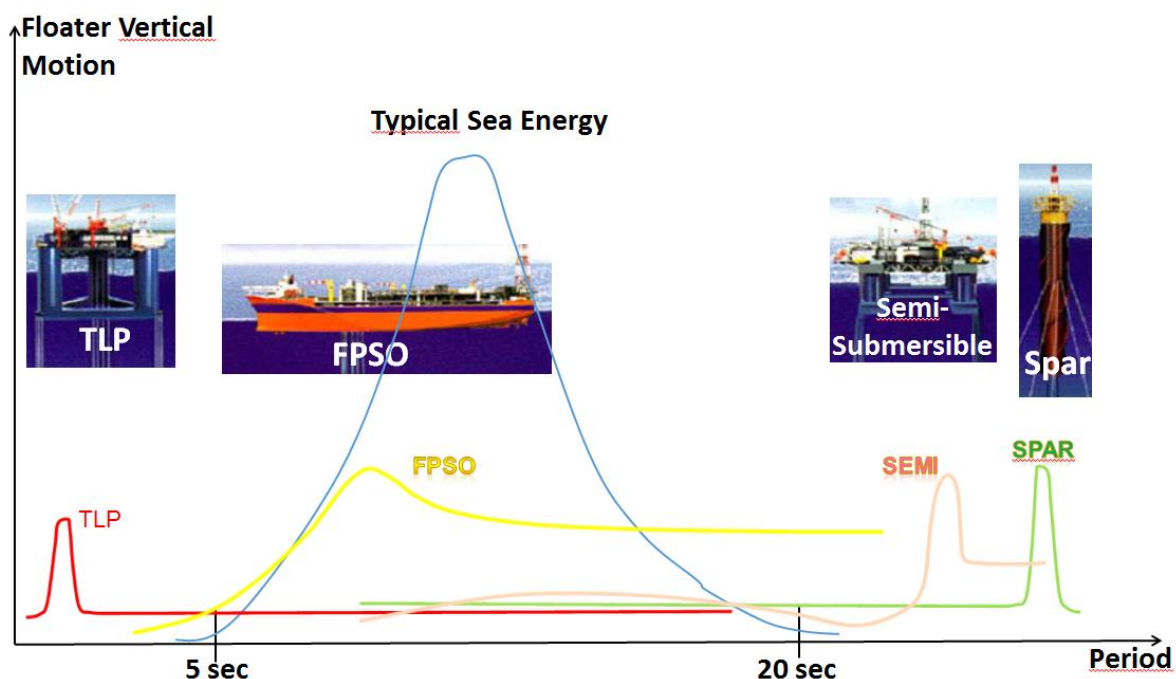 Floater Vertical
Motion
Typical Sea Energy
TLP
FPSO
Semi-
Submersible
Spar
FPSO
SEMI
SPAR
TLP
5 sec
20 sec
Period